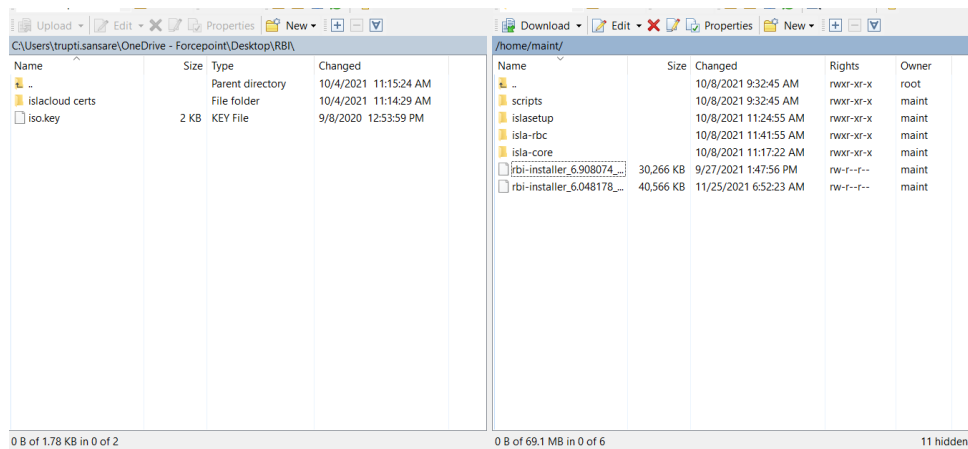 Upload Edit Properties New
Download Edit Properties New
C:\Users\trupti.sansare\OneDrive - Forcepoint\Desktop\RBI\
/home/maint/
Name Size Type Changed
.. Parent directory 10/4/2021 11:15:24 AM
islacloud certs File folder 10/4/2021 11:14:29 AM
iso.key 2 KB KEY File 9/8/2020 12:53:59 PM
Name Size Changed Rights Owner
.. 10/8/2021 9:32:45 AM rwxr-xr-x root
scripts 10/8/2021 9:32:45 AM rwxr-xr-x maint
islasetup 10/8/2021 11:24:55 AM rwxr-xr-x maint
isla-rbc 10/8/2021 11:41:55 AM rwxr-xr-x maint
isla-core 10/8/2021 11:17:22 AM rwxr-xr-x maint
rbi-installer_6.908074_... 30,266 KB 9/27/2021 1:47:56 PM rw-r--r-- maint
rbi-installer_6.048178_... 40,566 KB 11/25/2021 6:52:23 AM rw-r--r-- maint
0 B of 1.78 KB in 0 of 2
0 B of 69.1 MB in 0 of 6
11 hidden